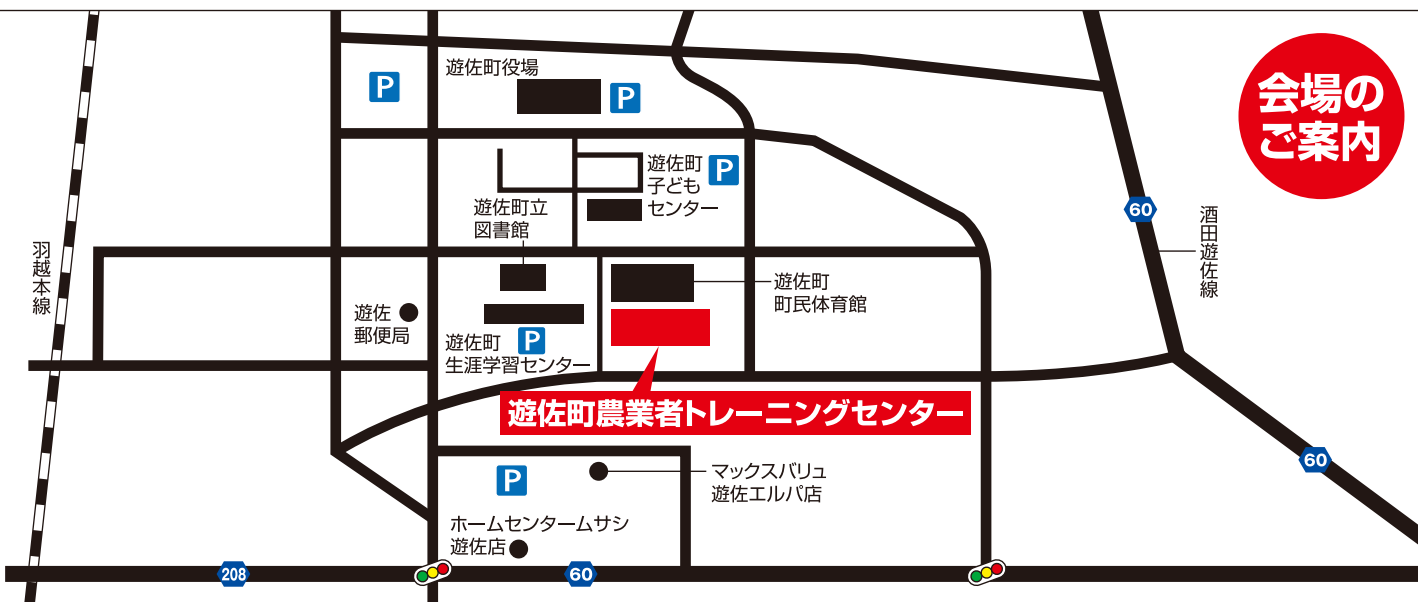 会場の
ご案内
遊佐町役場
P
P
遊佐町
子ども
センター
P
遊佐町立
図書館
60
酒田遊佐線
羽越本線
遊佐町
町民体育館
遊佐
郵便局
遊佐町
生涯学習センター
P
遊佐町農業者トレーニングセンター
P
マックスバリュ
遊佐エルパ店
60
ホームセンタームサシ
遊佐店
208
60